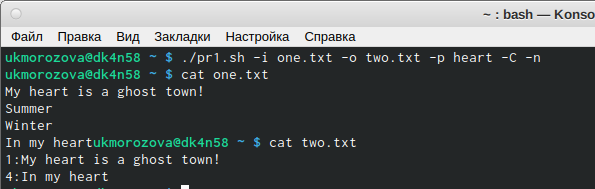 ~ : bash — Konso
Файл Правка Вид Закладки Настройка Справка
ukmorozova@dk4n58 ~ $ ./pr1.sh -i one.txt -o two.txt -p heart -C -n
ukmorozova@dk4n58 ~ $ cat one.txt
My heart is a ghost town!
Summer
Winter
In my heartukmorozova@dk4n58 ~ $ cat two.txt
1:My heart is a ghost town!
4:In my heart